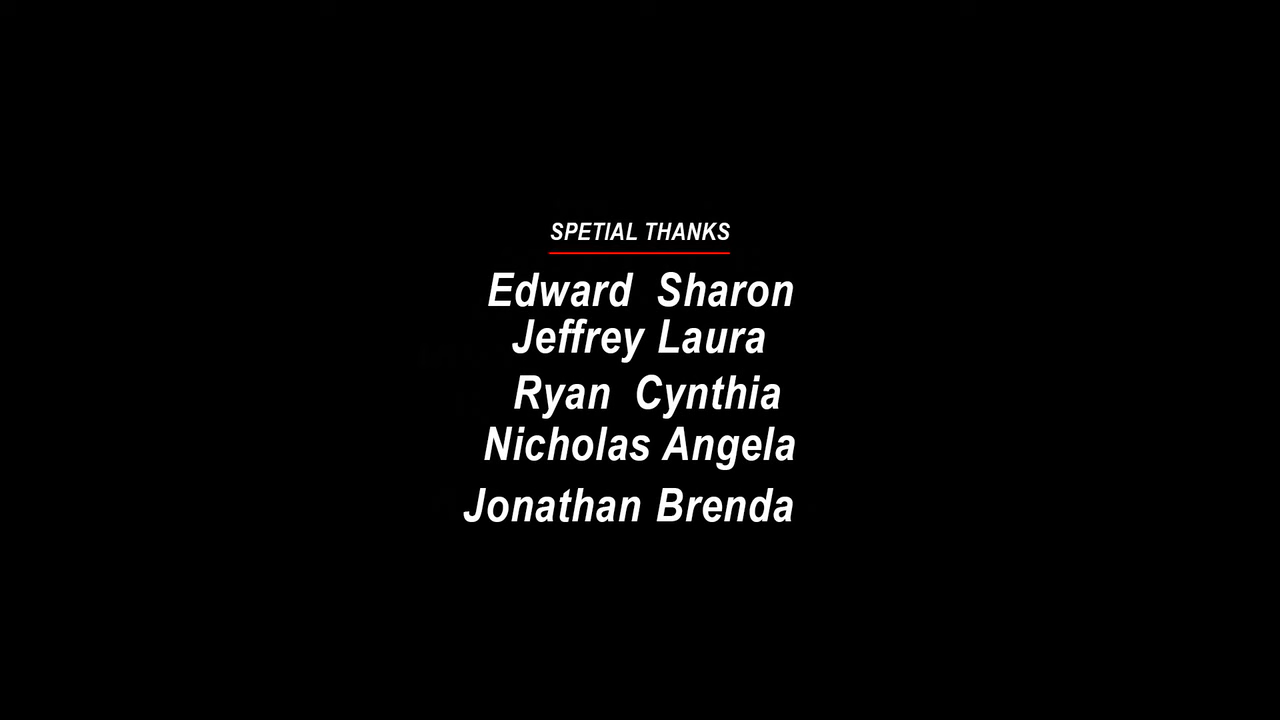 SPETIAL THANKS
Edward Sharon
Jeffrey Laura
Ryan Cynthia
Nicholas Angela
Jonathan Brenda